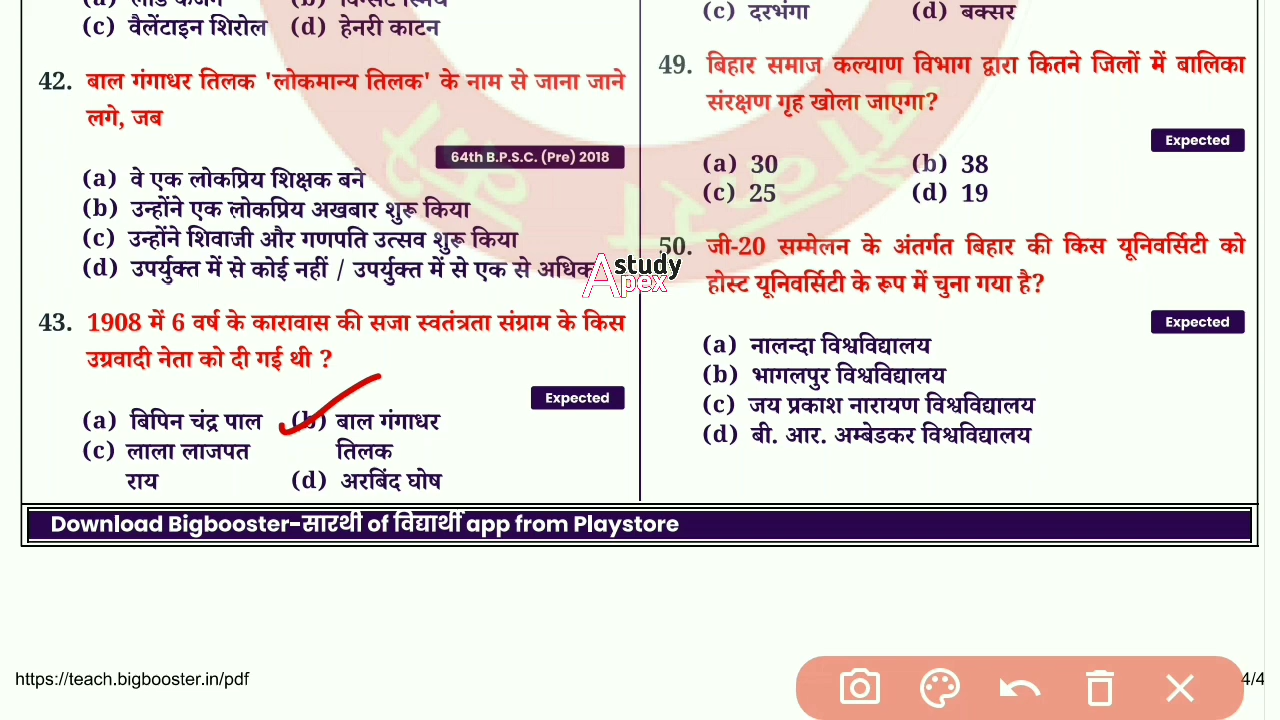 (c) वैलेंटाइन शिरोल (d) हेनरी काटन
42. बाल गंगाधर तिलक 'लोकमान्य तिलक' के नाम से जाना जाने
लगे, जब
64th B.P.S.C. (Pre) 2018
(a) वे एक लोकप्रिय शिक्षक बने
(b) उन्होंने एक लोकप्रिय अखबार शुरू किया
(c) उन्होंने शिवाजी और गणपति उत्सव शुरू किया
(d) उपर्युक्त में से कोई नहीं / उपर्युक्त में से एक से अधिक
43. 1908 में 6 वर्ष के कारावास की सजा स्वतंत्रता संग्राम के किस
उग्रवादी नेता को दी गई थी ?
Expected
(a) बिपिन चंद्र पाल (b) बाल गंगाधर
(c) लाला लाजपत तिलक
राय (d) अरबिंद घोष
(c) दरभंगा (d) बक्सर
49. बिहार समाज कल्याण विभाग द्वारा कितने जिलों में बालिका
संरक्षण गृह खोला जाएगा?
Expected
(a) 30 (b) 38
(c) 25 (d) 19
50. जी-20 सम्मेलन के अंतर्गत बिहार की किस यूनिवर्सिटी को
होस्ट यूनिवर्सिटी के रूप में चुना गया है?
Expected
(a) नालन्दा विश्वविद्यालय
(b) भागलपुर विश्वविद्यालय
(c) जय प्रकाश नारायण विश्वविद्यालय
(d) बी. आर. अम्बेडकर विश्वविद्यालय
study
Apex
Download Bigbooster-सारथी of विद्यार्थी app from Playstore
https://teach.bigbooster.in/pdf
4/4